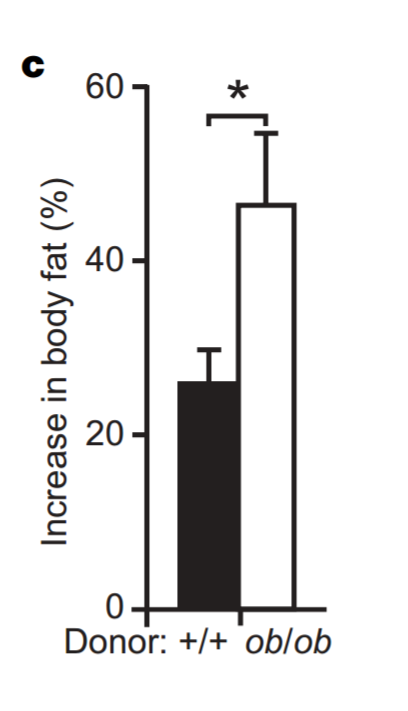 c
60
*
40
20
0
Increase in body fat (%)
Donor: +/+ ob/ob